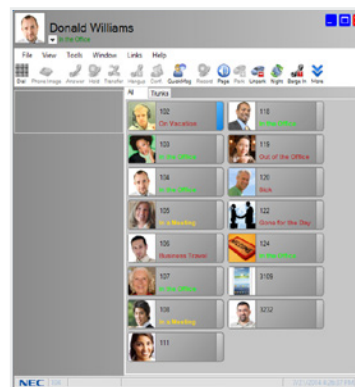 Donald Williams
In the Office
File View Tools Window Links Help
Dial Phone Image Answer Hold Transfer Hangup Conf. QuickMsg Record Page Park Unpark Night Barge In More
All Trunks
102
On Vacation
118
103
In the Office
119
Out of the Office
104
In the Office
120
Sick
105
In a Meeting
122
Gone for the Day
106
Business Travel
124
107
In the Office
3109
108
In a Meeting
3232
111
NEC